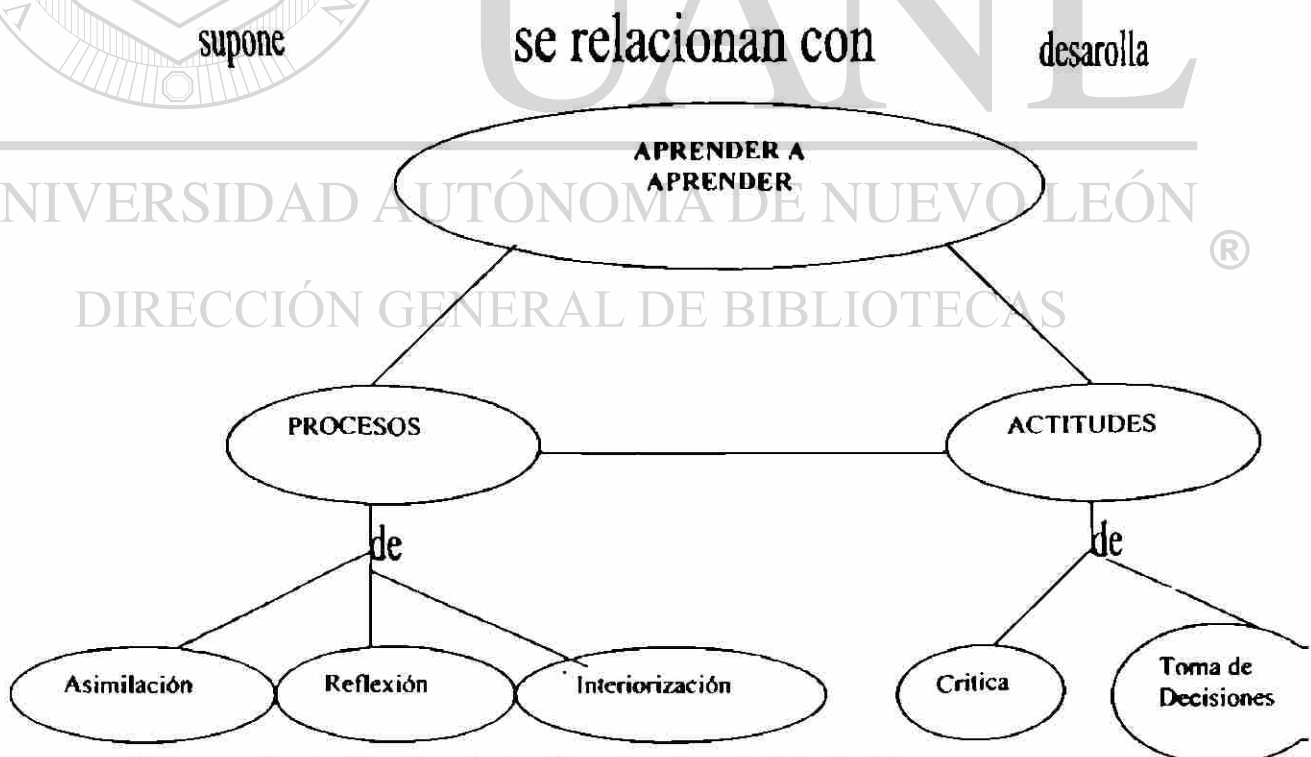 UANL
supone se relacionan con desarolla
APRENDER A
APRENDER
NIVERSIDAD AUTÓNOMA DE NUEVO LEÓN
®
DIRECCIÓN GENERAL DE BIBLIOTECAS
PROCESOS ACTITUDES
de de
Asimilación Reflexión Interiorización Critica Toma de
Decisiones